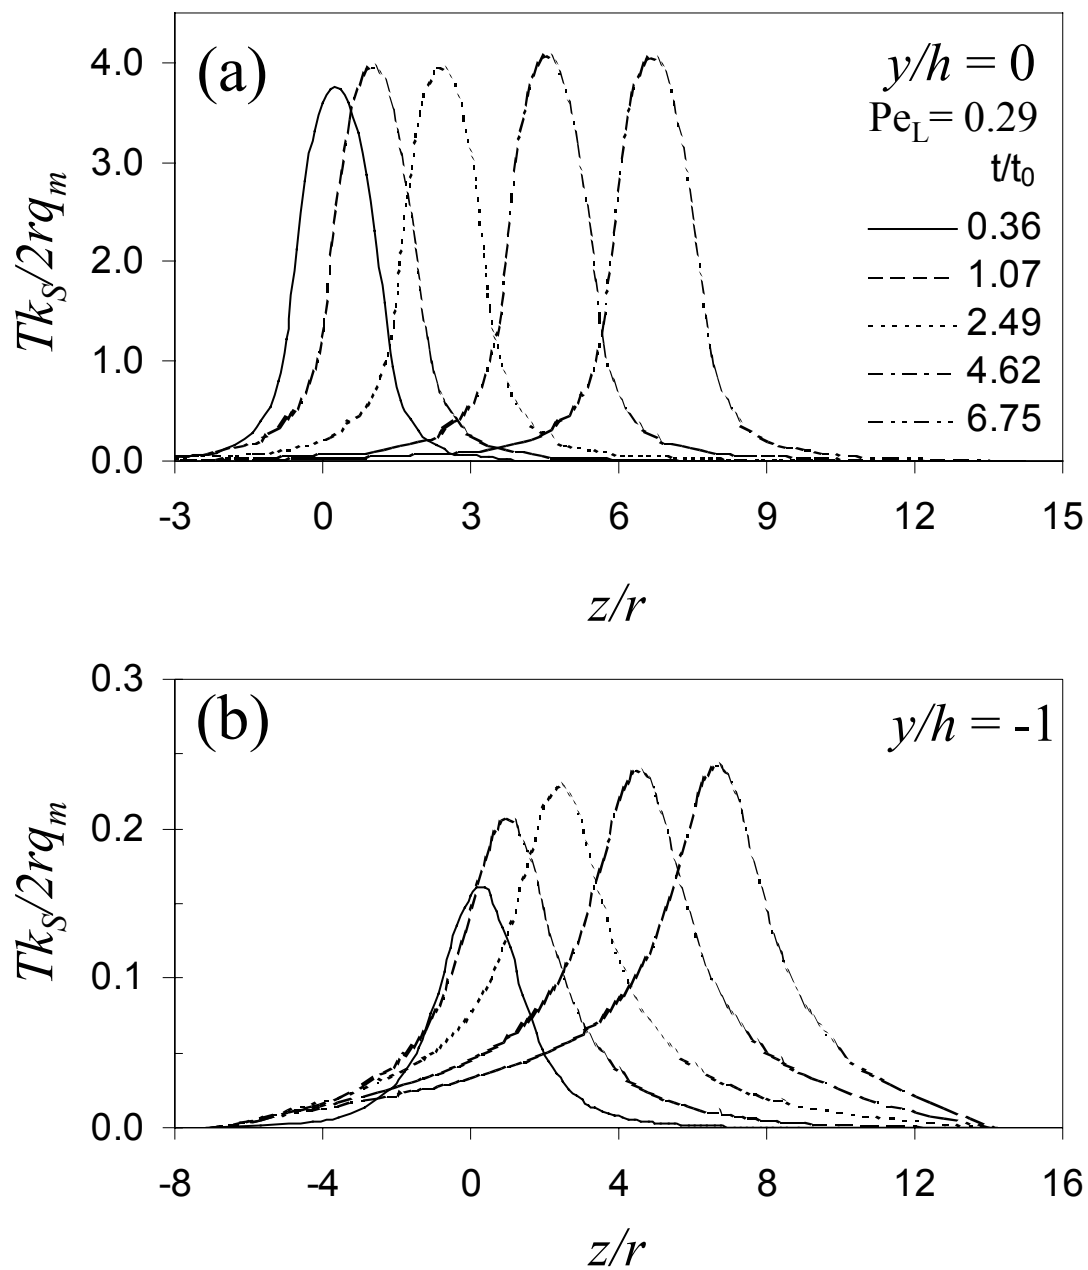 (a)
y/h = 0
Pe_L = 0.29
t/t_0
0.36
1.07
2.49
4.62
6.75
Tk_S/2rq_m
4.0
3.0
2.0
1.0
0.0
-3 0 3 6 9 12 15
z/r
(b)
y/h = -1
Tk_S/2rq_m
0.3
0.2
0.1
0.0
-8 -4 0 4 8 12 16
z/r